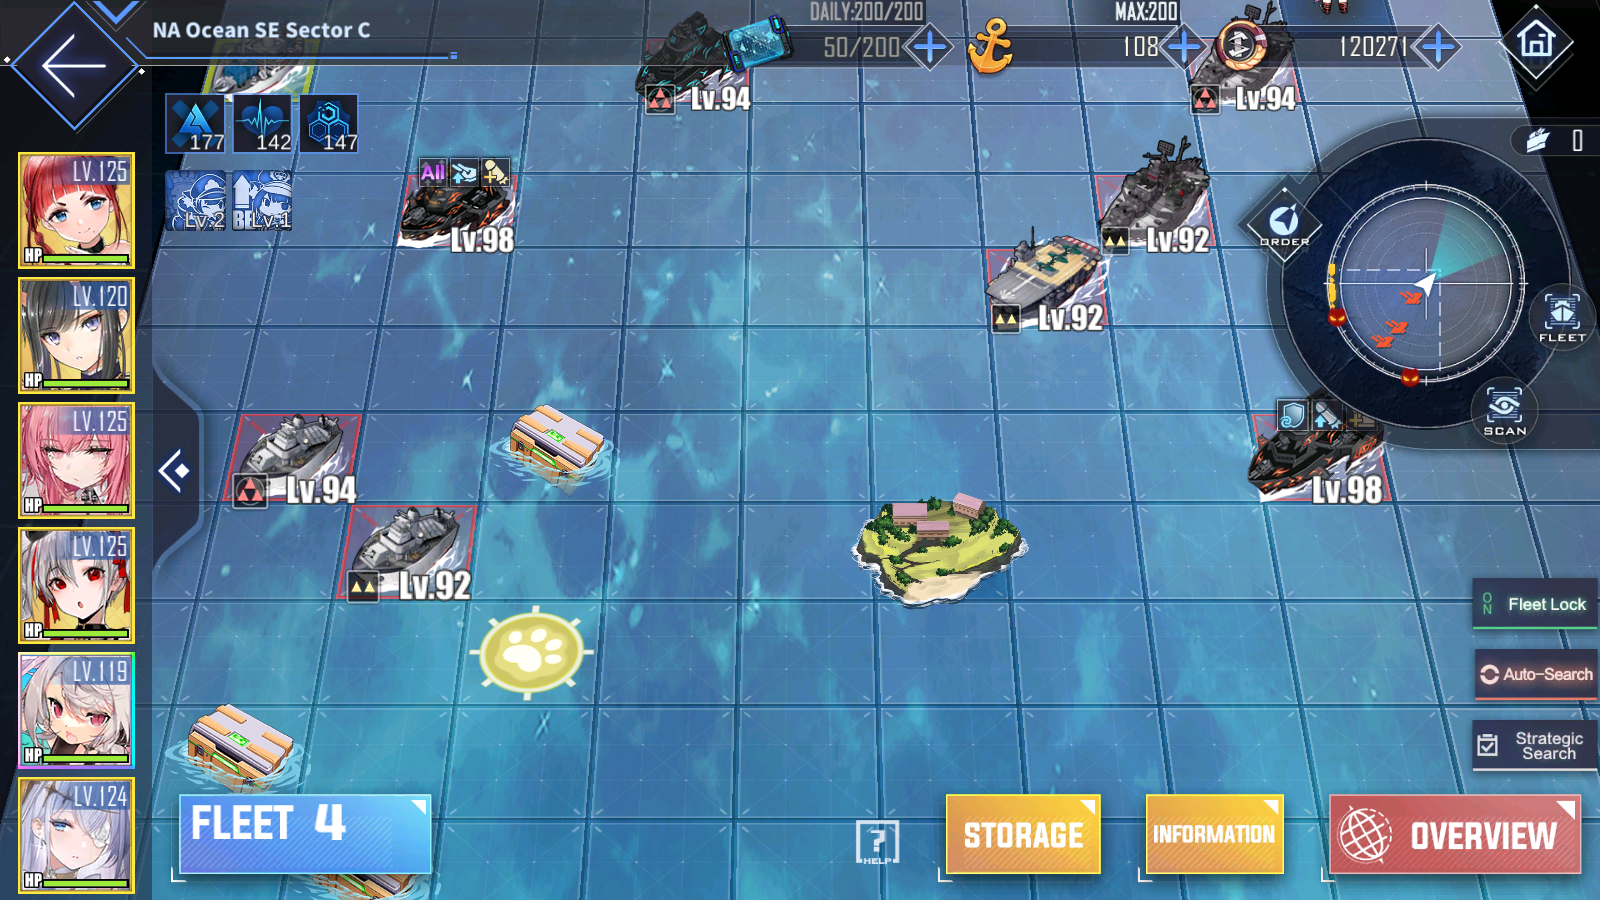 NA Ocean SE Sector C
DAILY:200/200
50/200
MAX:200
108
120271
177
142
147
Lv.2
Lv.1
LV.125
HP
LV.120
HP
LV.125
HP
LV.125
HP
LV.119
HP
LV.124
HP
Lv.94
Lv.94
All
Lv.98
Lv.92
Lv.92
Lv.94
Lv.98
Lv.92
0
ORDER
FLEET
SCAN
ON
Fleet Lock
Auto-Search
Strategic
Search
FLEET 4
HELP
STORAGE
INFORMATION
OVERVIEW